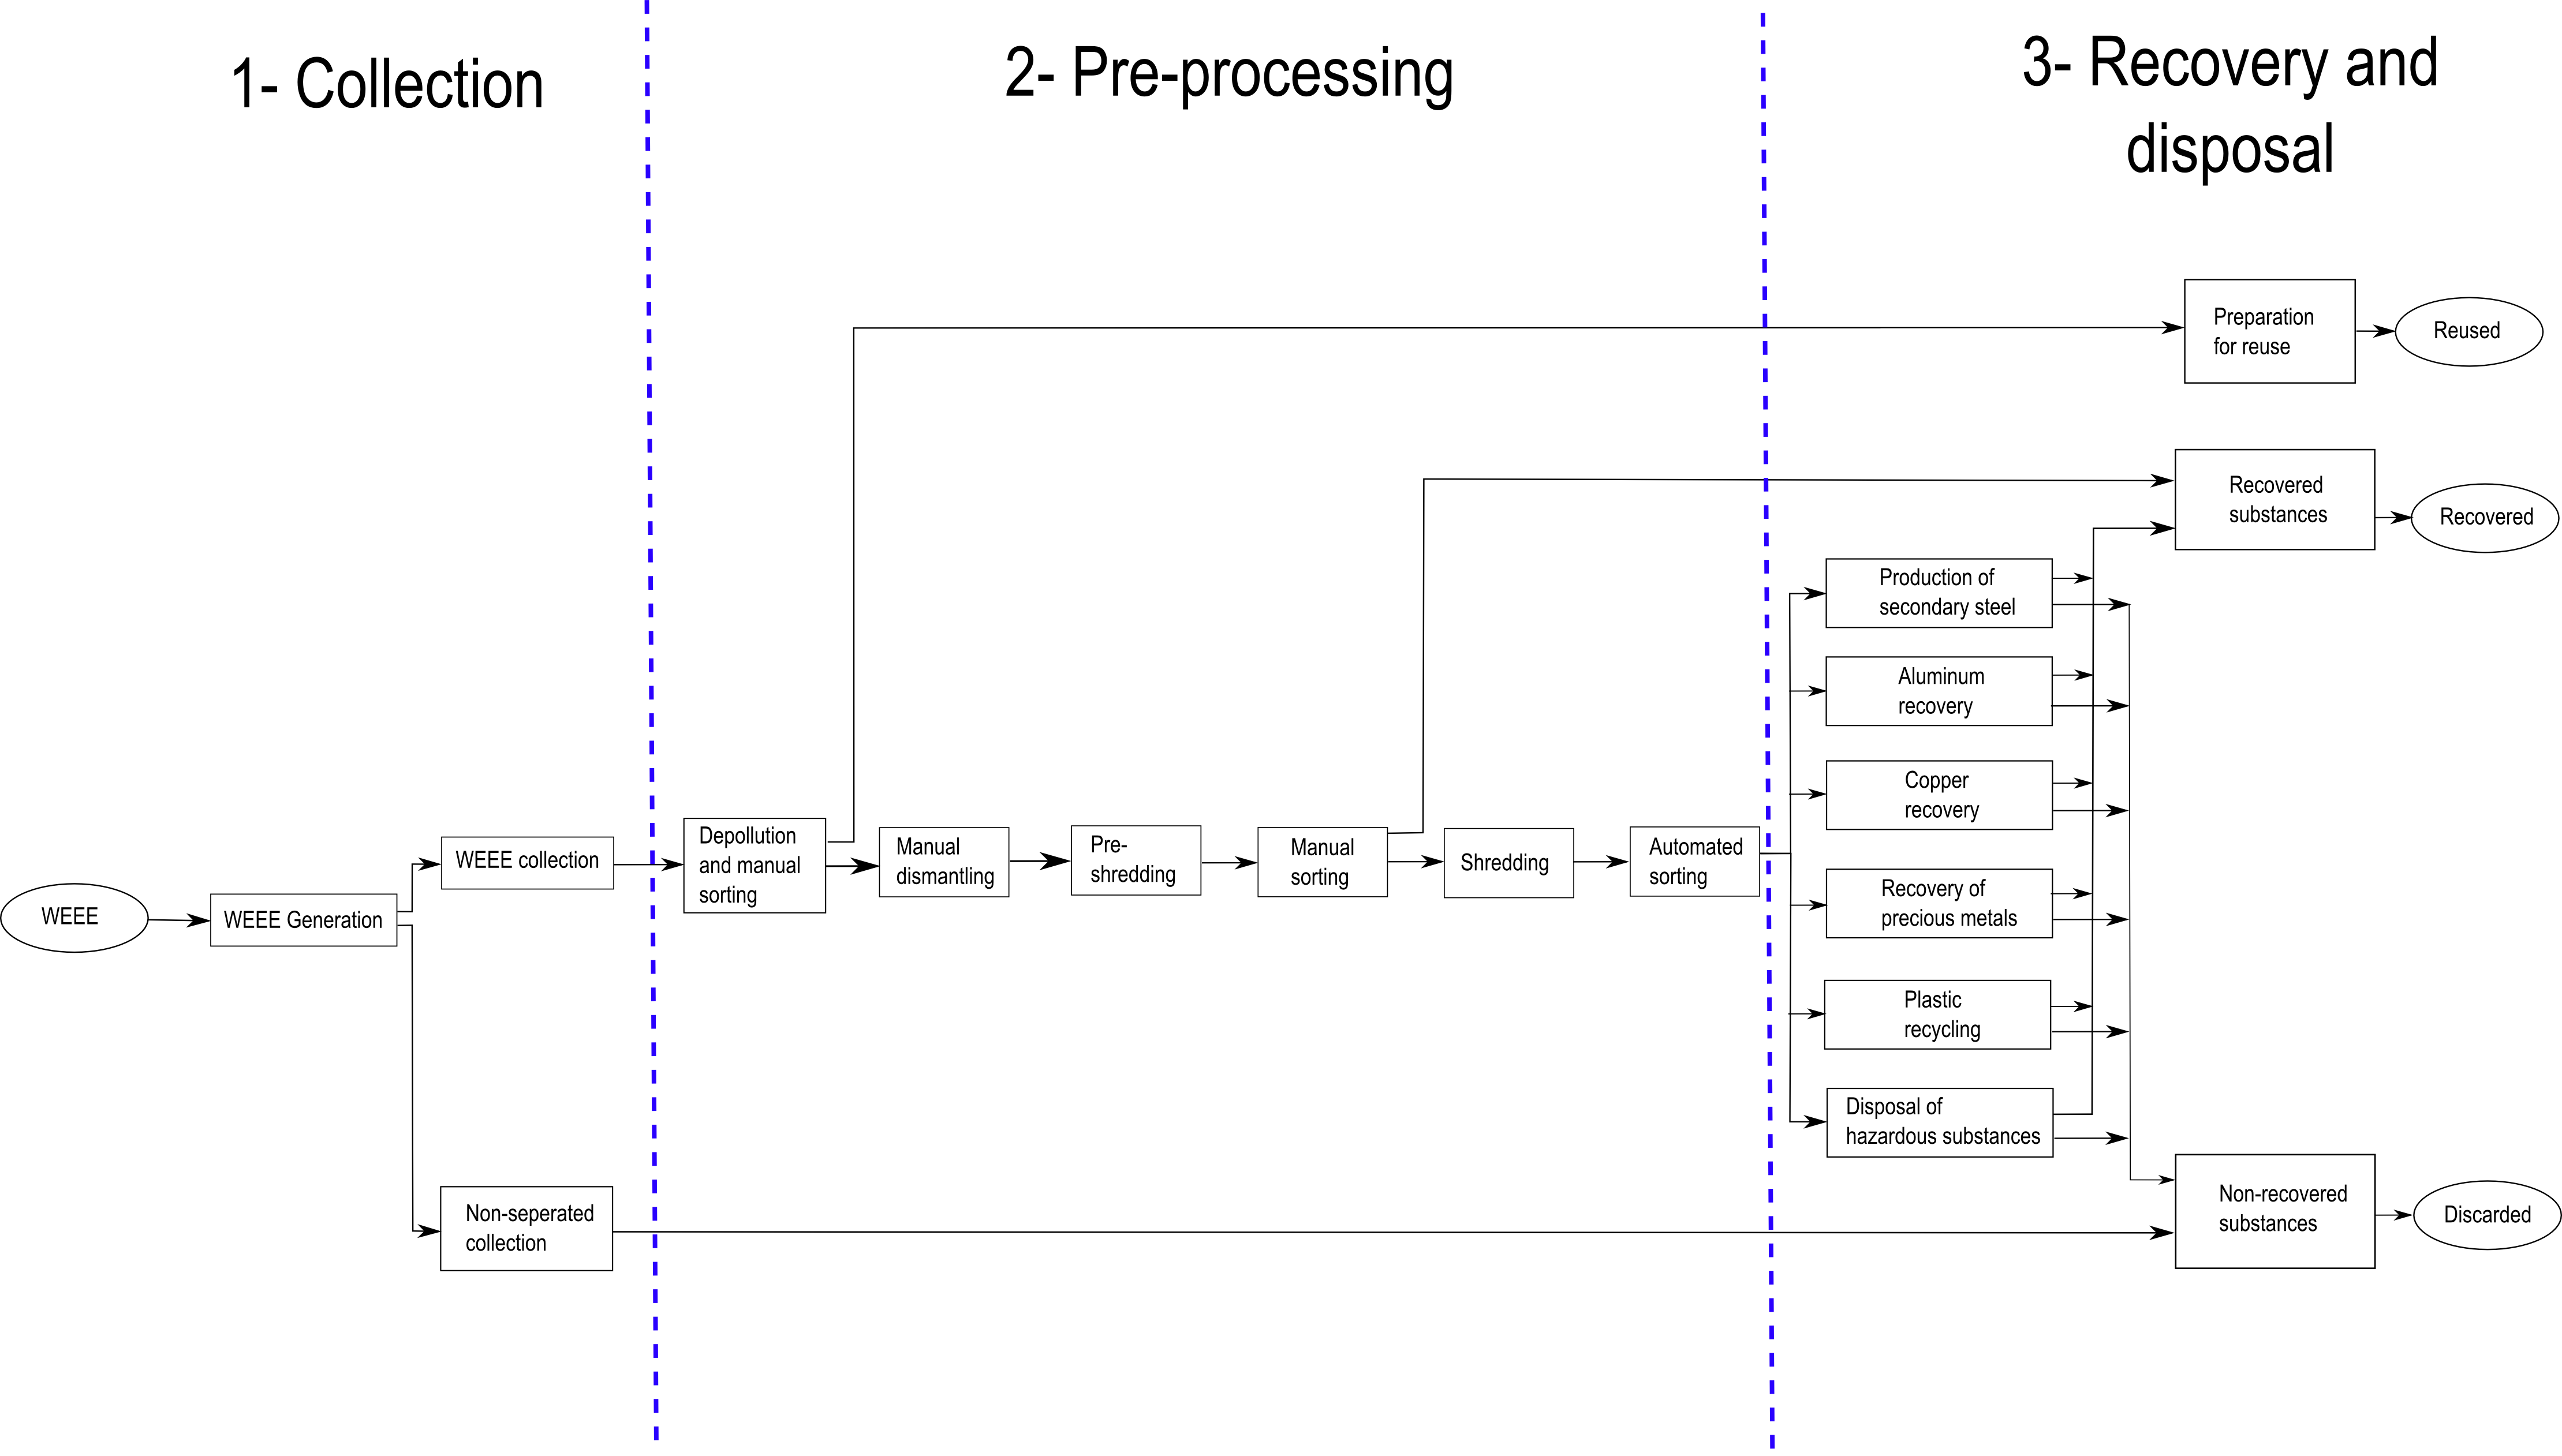 1- Collection
2- Pre-processing
3- Recovery and
disposal
Preparation
for reuse
Reused
Recovered
substances
Recovered
Production of
secondary steel
Aluminum
recovery
Copper
recovery
Depollution
and manual
sorting
Manual
dismantling
Pre-
shredding
Manual
sorting
Shredding
Automated
sorting
WEEE collection
WEEE
WEEE Generation
Recovery of
precious metals
Plastic
recycling
Disposal of
hazardous substances
Non-seperated
collection
Non-recovered
substances
Discarded